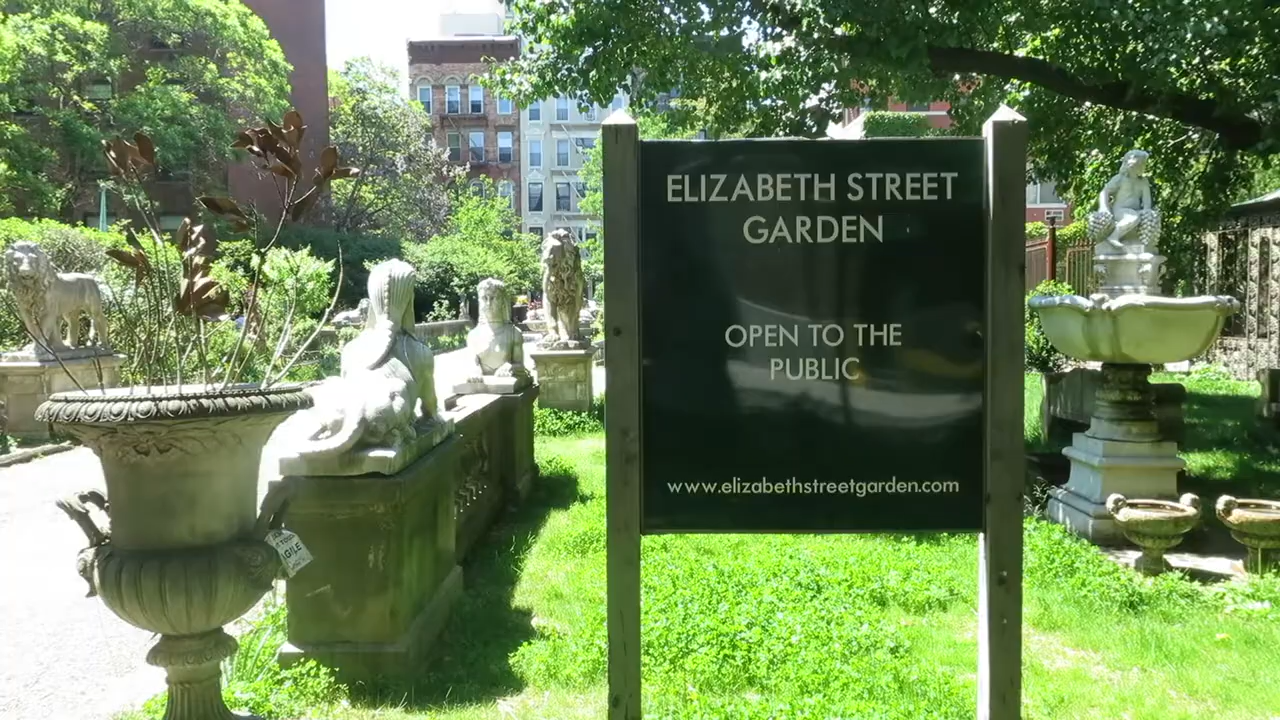 ELIZABETH STREET
GARDEN
OPEN TO THE
PUBLIC
www.elizabethstreetgarden.com